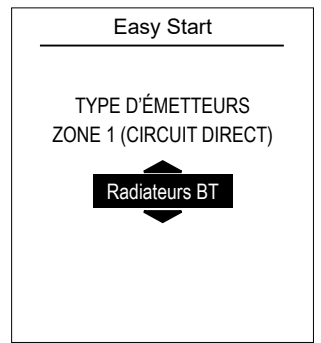 Easy Start
TYPE D’ÉMETTEURS
ZONE 1 (CIRCUIT DIRECT)
Radiateurs BT